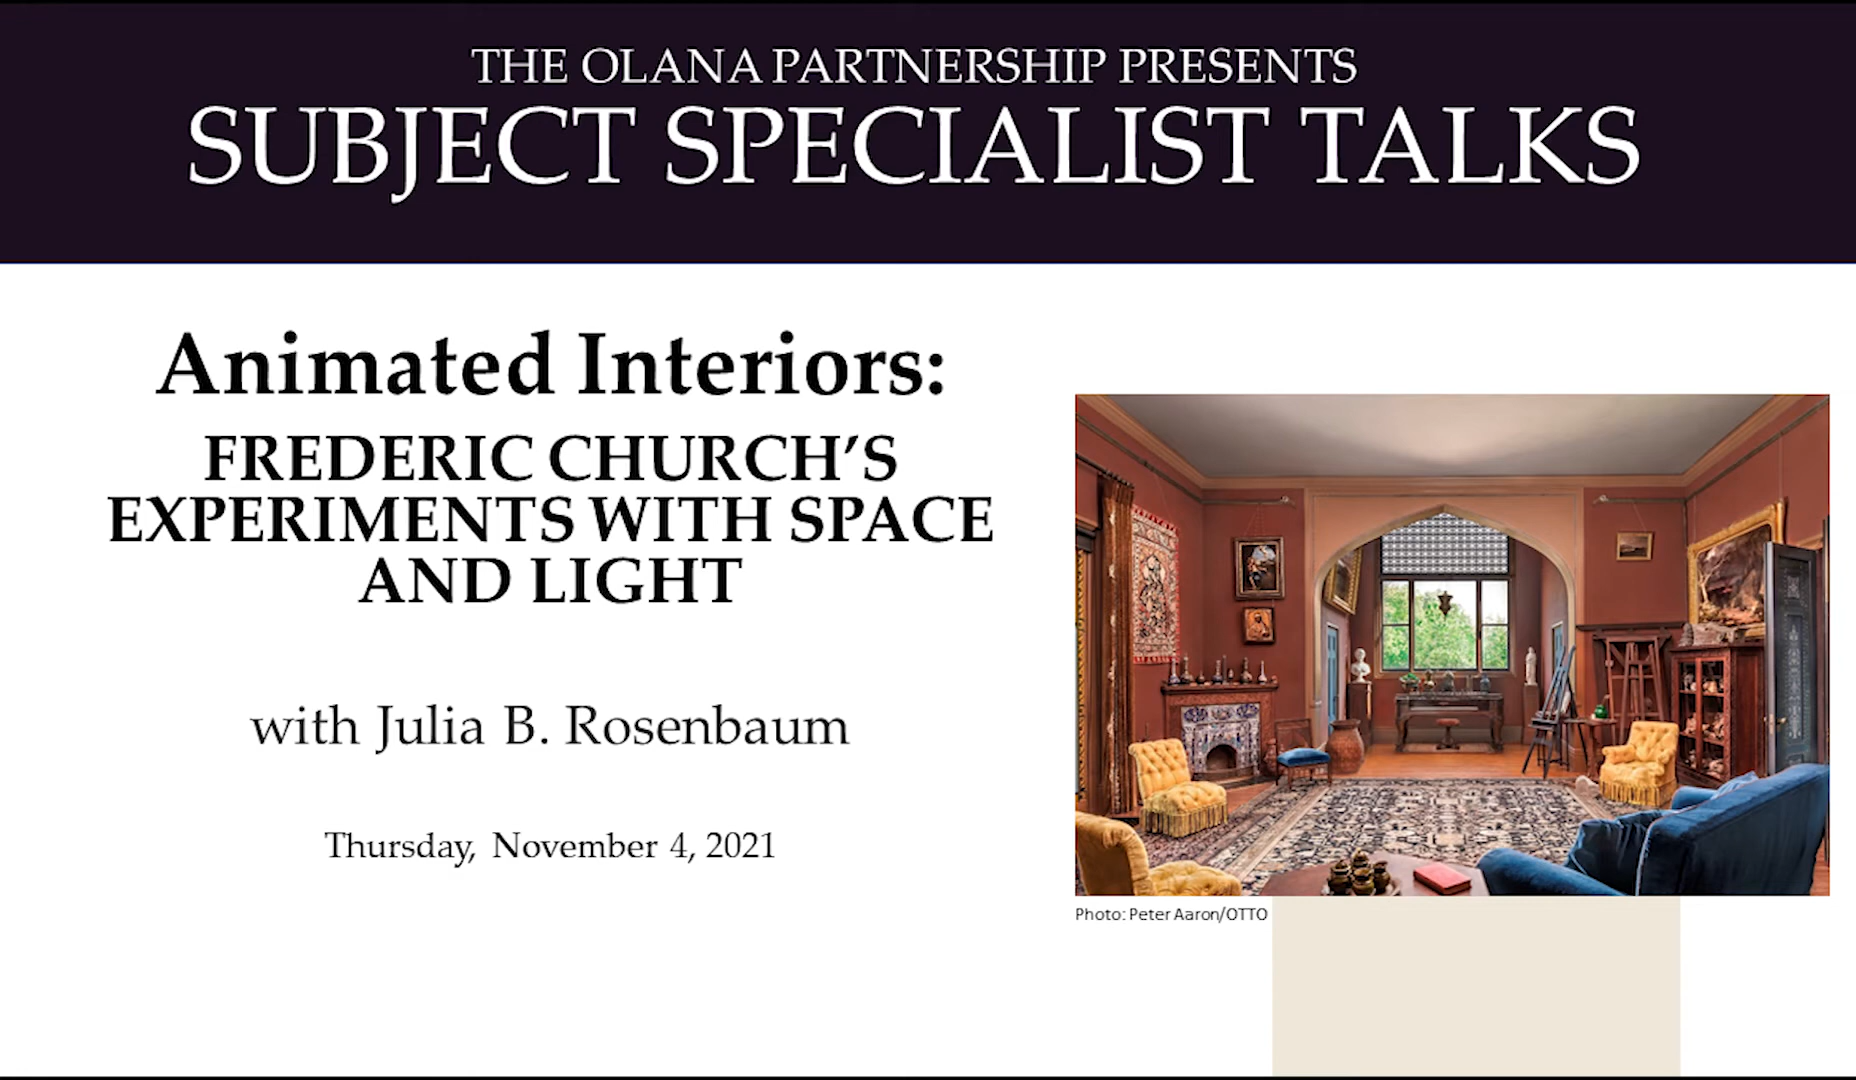 THE OLANA PARTNERSHIP PRESENTS
SUBJECT SPECIALIST TALKS
Animated Interiors:
FREDERIC CHURCH’S
EXPERIMENTS WITH SPACE
AND LIGHT
with Julia B. Rosenbaum
Thursday, November 4, 2021
Photo: Peter Aaron/OTTO